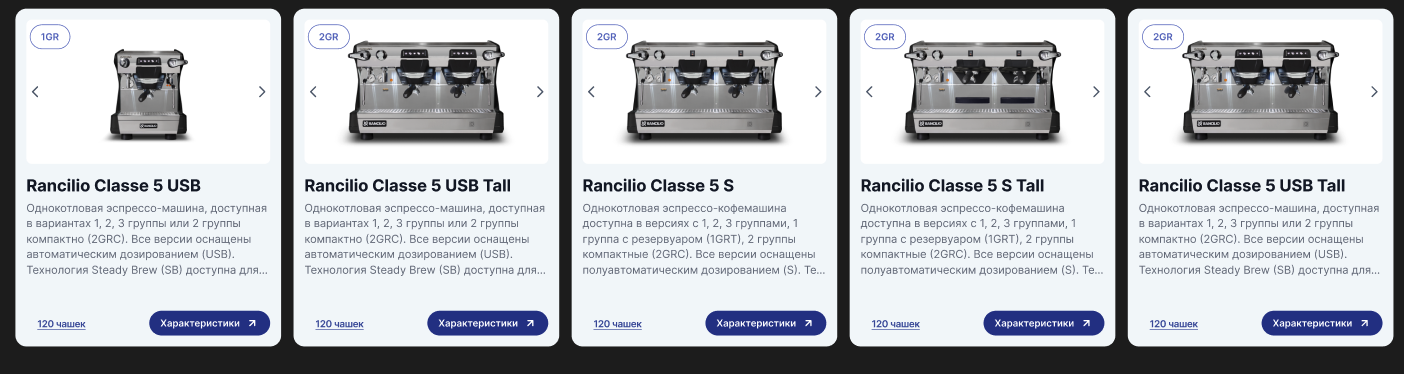 1GR
Rancilio Classe 5 USB
Однокотловая эспрессо-машина, доступная
в вариантах 1, 2, 3 группы или 2 группы
компактно (2GRC). Все версии оснащены
автоматическим дозированием (USB).
Технология Steady Brew (SB) доступна для...
120 чашек
Характеристики
2GR
Rancilio Classe 5 USB Tall
Однокотловая эспрессо-машина, доступная
в вариантах 1, 2, 3 группы или 2 группы
компактно (2GRC). Все версии оснащены
автоматическим дозированием (USB).
Технология Steady Brew (SB) доступна для...
120 чашек
Характеристики
2GR
Rancilio Classe 5 S
Однокотловая эспрессо-кофемашина
доступна в версиях с 1, 2, 3 группами, 1
группа с резервуаром (1GRT), 2 группы
компактные (2GRC). Все версии оснащены
полуавтоматическим дозированием (S). Те...
120 чашек
Характеристики
2GR
Rancilio Classe 5 S Tall
Однокотловая эспрессо-кофемашина
доступна в версиях с 1, 2, 3 группами, 1
группа с резервуаром (1GRT), 2 группы
компактные (2GRC). Все версии оснащены
полуавтоматическим дозированием (S). Те...
120 чашек
Характеристики
2GR
Rancilio Classe 5 USB Tall
Однокотловая эспрессо-машина, доступная
в вариантах 1, 2, 3 группы или 2 группы
компактно (2GRC). Все версии оснащены
автоматическим дозированием (USB).
Технология Steady Brew (SB) доступна для...
120 чашек
Характеристики